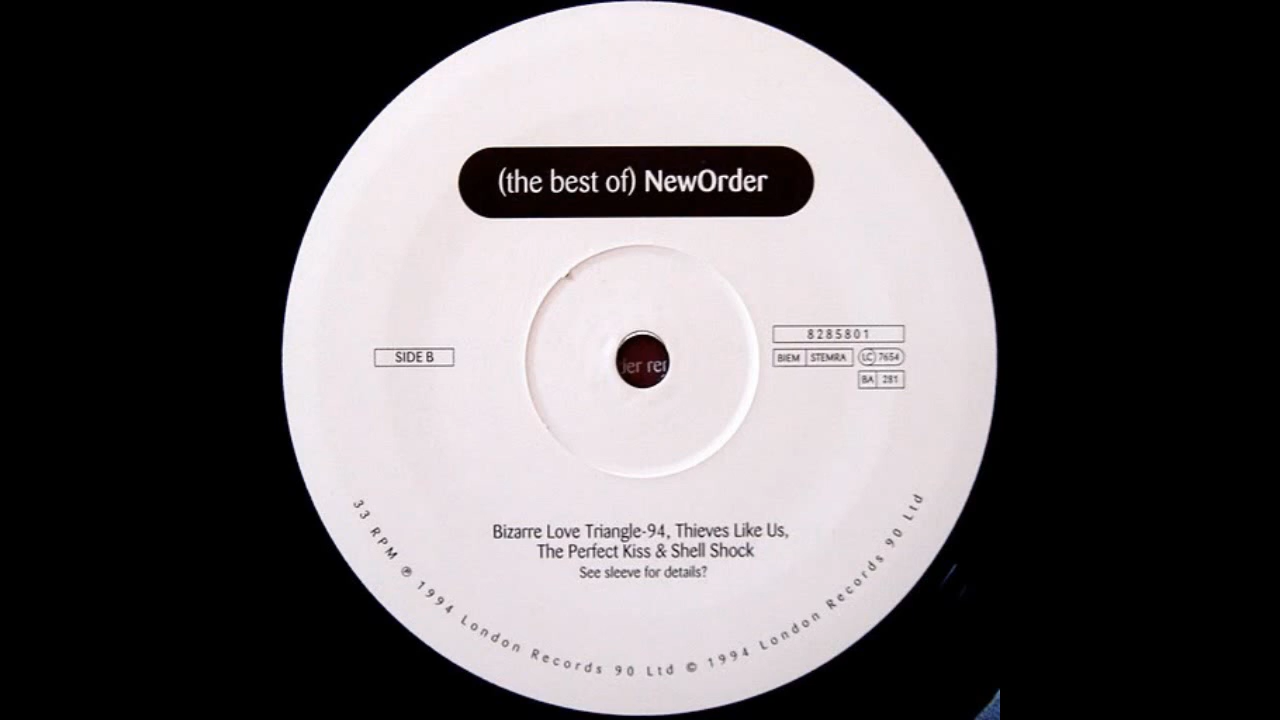 (the best of) NewOrder
SIDE B
8285801
BIEM STEMRA LC 7654
BA 281
Bizarre Love Triangle-94, Thieves Like Us,
The Perfect Kiss & Shell Shock
See sleeve for details?
33 RPM ℗ 1994 London Records 90 Ltd © 1994 London Records 90 Ltd